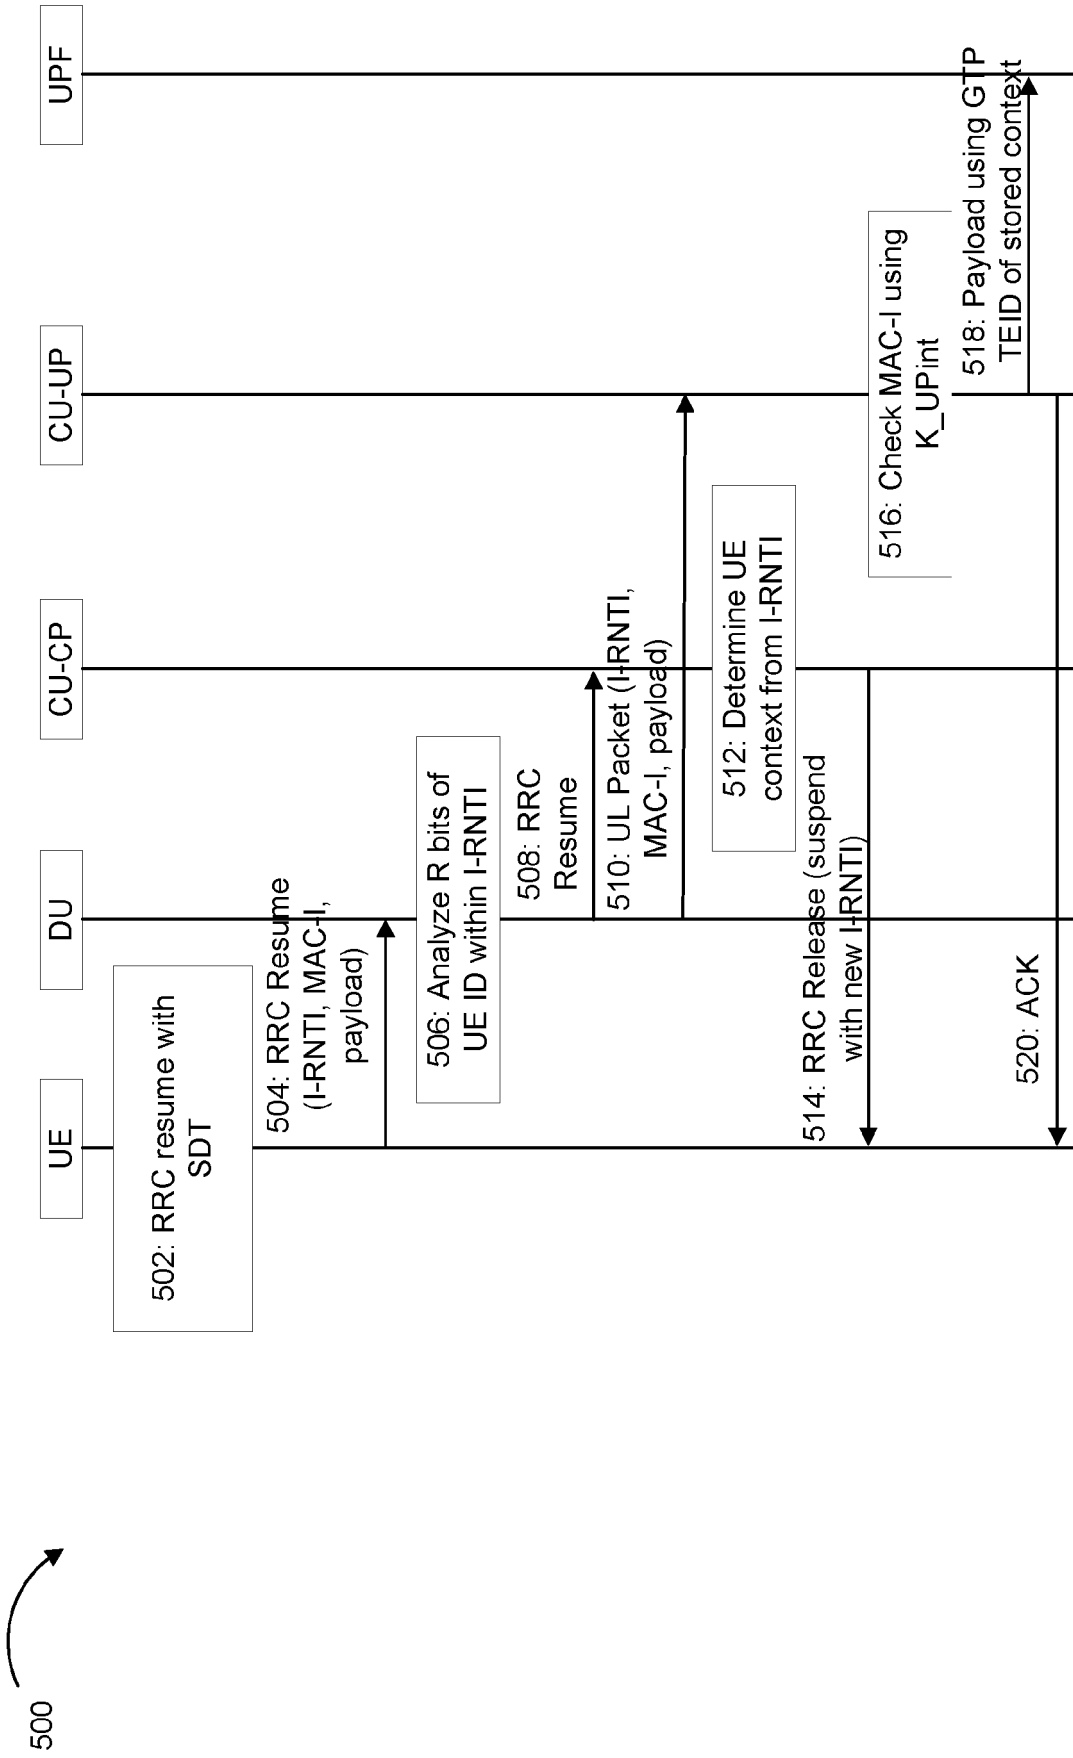 500
UE
DU
CU-CP
CU-UP
UPF
502: RRC resume with
SDT
504: RRC Resume
(I-RNTI, MAC-I,
payload)
506: Analyze R bits of
UE ID within I-RNTI
508: RRC
Resume
510: UL Packet (I-RNTI,
MAC-I, payload)
512: Determine UE
context from I-RNTI
514: RRC Release (suspend
with new I-RNTI)
516: Check MAC-I using
K_UPint
518: Payload using GTP
TEID of stored context
520: ACK